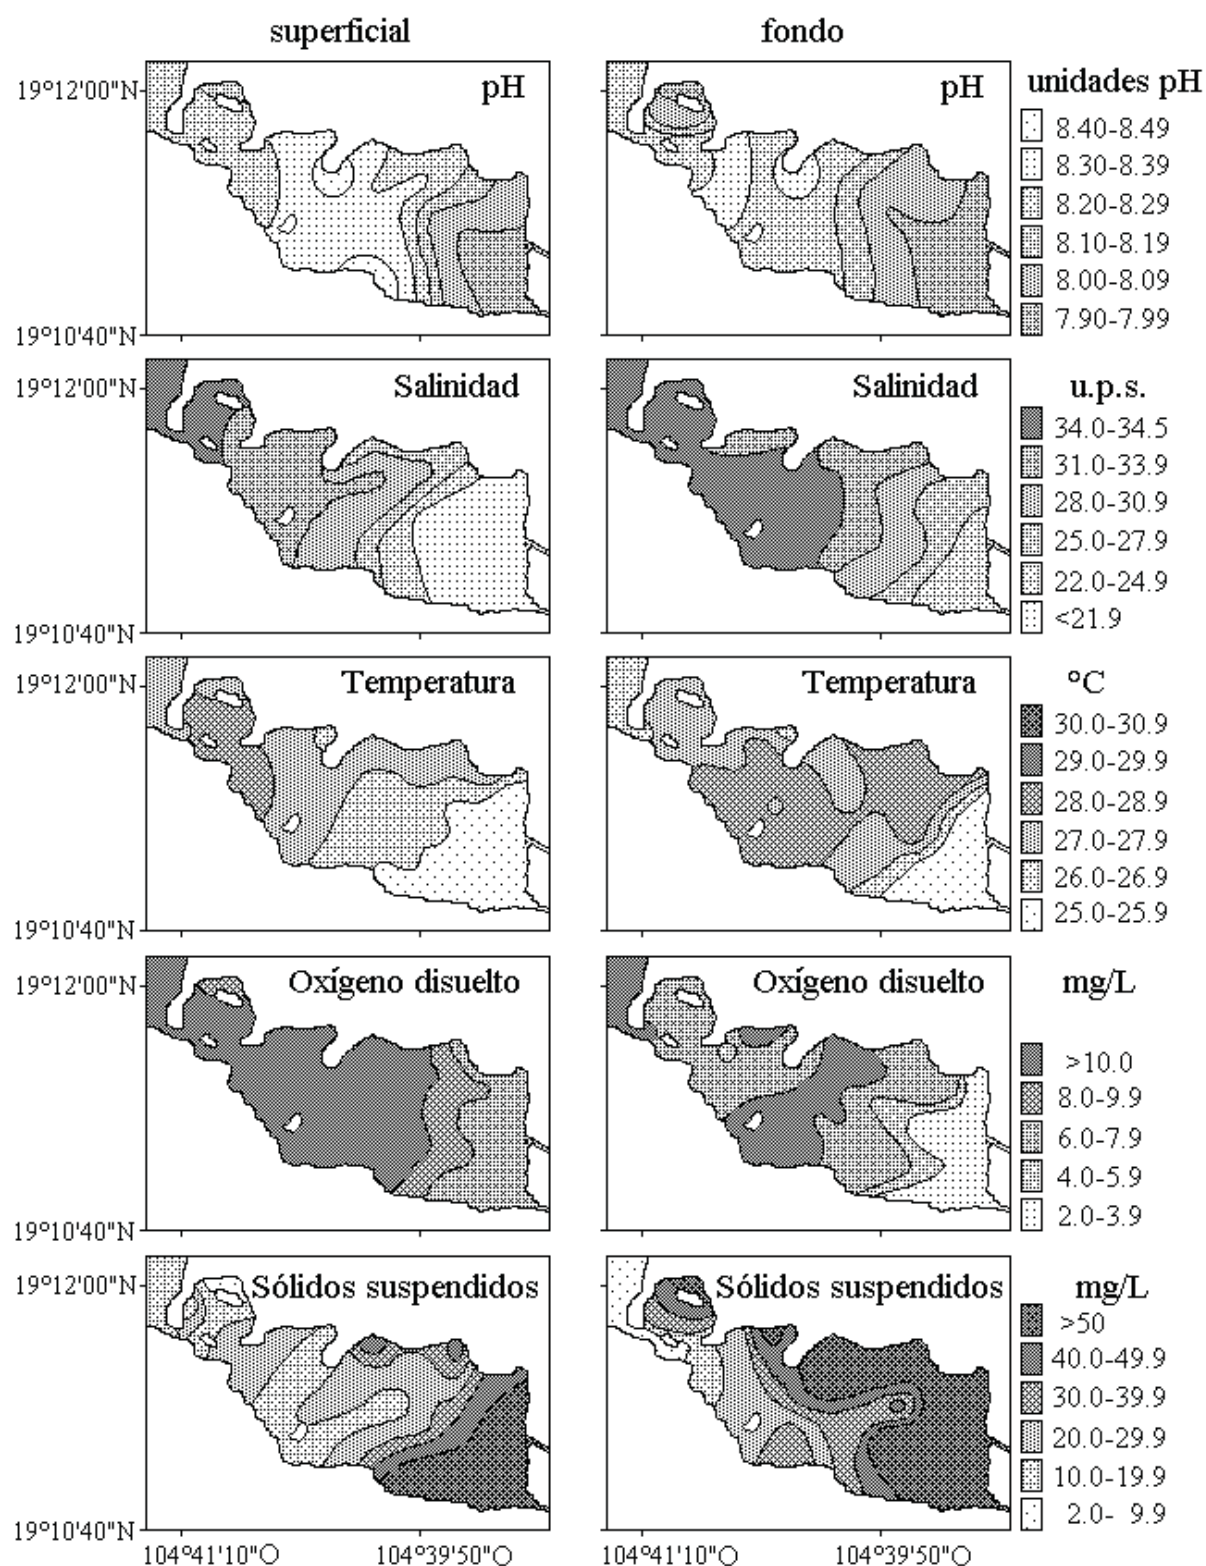 superficial fondo
pH pH unidades pH
19°12'00"N
8.40-8.49
8.30-8.39
8.20-8.29
8.10-8.19
8.00-8.09
7.90-7.99
19°10'40"N
Salinidad Salinidad u.p.s.
19°12'00"N
34.0-34.5
31.0-33.9
28.0-30.9
25.0-27.9
22.0-24.9
<21.9
19°10'40"N
Temperatura Temperatura °C
19°12'00"N
30.0-30.9
29.0-29.9
28.0-28.9
27.0-27.9
26.0-26.9
25.0-25.9
19°10'40"N
Oxígeno disuelto Oxígeno disuelto mg/L
19°12'00"N
>10.0
8.0-9.9
6.0-7.9
4.0-5.9
2.0-3.9
19°10'40"N
Sólidos suspendidos Sólidos suspendidos mg/L
19°12'00"N
>50
40.0-49.9
30.0-39.9
20.0-29.9
10.0-19.9
2.0- 9.9
19°10'40"N
104°41'10"O 104°39'50"O 104°41'10"O 104°39'50"O